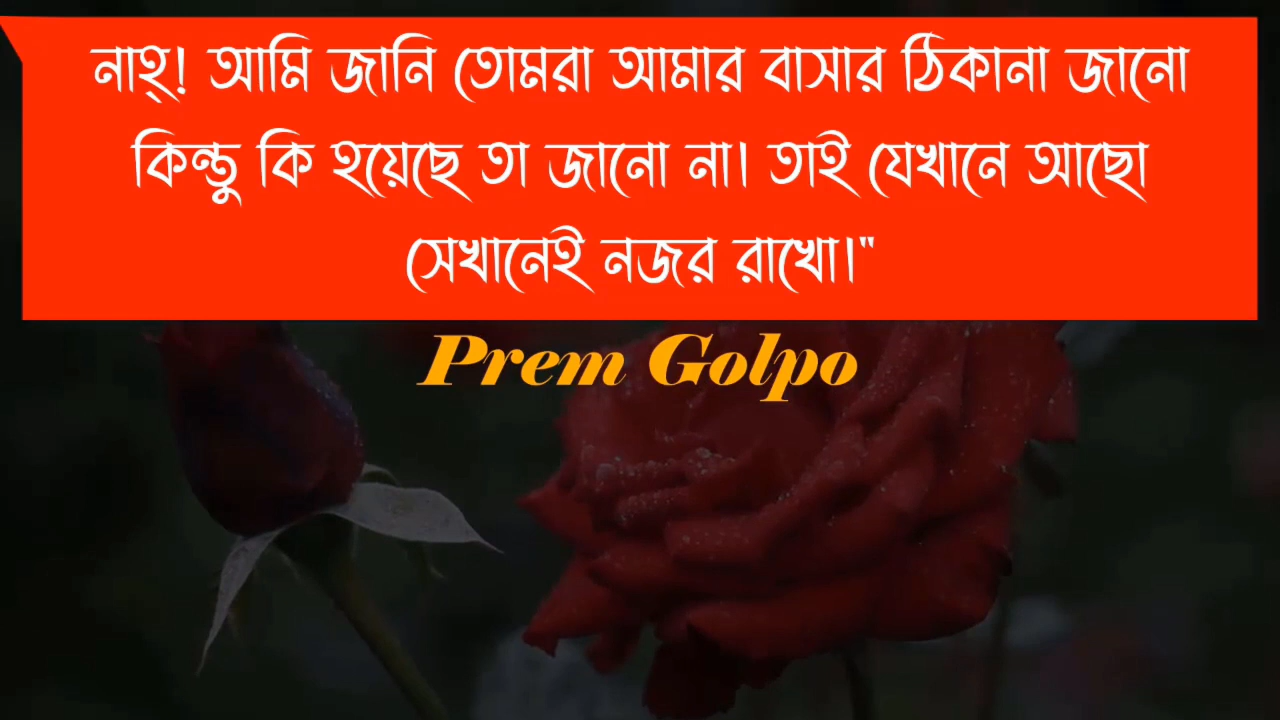 নাহ্! আমি জানি তোমরা আমার বাসার ঠিকানা জানো
কিন্তু কি হয়েছে তা জানো না। তাই যেখানে আছো
সেখানেই নজর রাখো।"
Prem Golpo